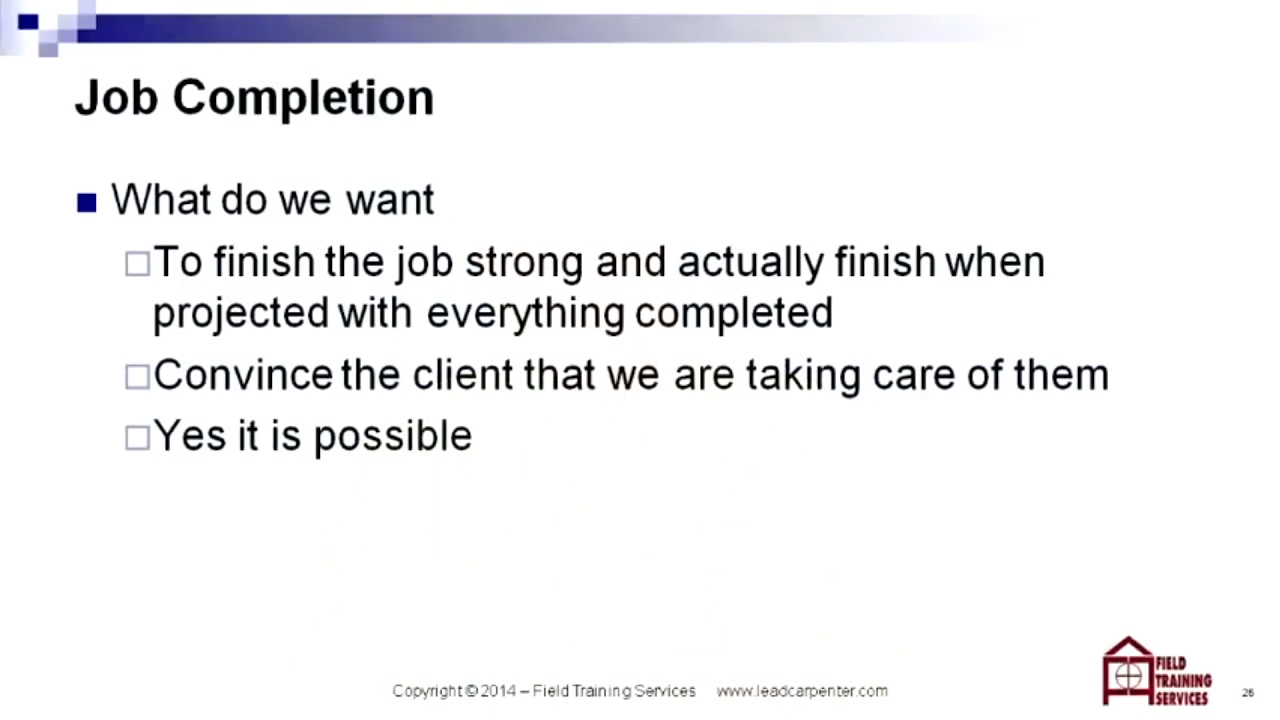 Job Completion
What do we want
To finish the job strong and actually finish when
projected with everything completed
Convince the client that we are taking care of them
Yes it is possible
FIELD
TRAINING
SERVICES
Copyright © 2014 – Field Training Services www.leadcarpenter.com
26